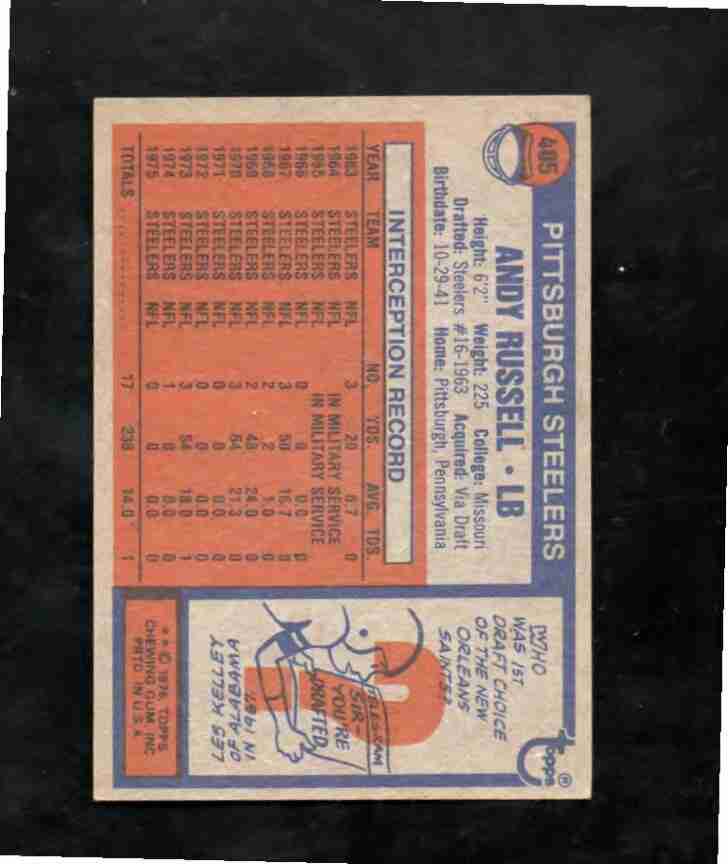 405
PITTSBURGH STEELERS
ANDY RUSSELL • LB
Height: 6'2" Weight: 225 College: Missouri
Drafted: Steelers #16-1963 Acquired: Via Draft
Birthdate: 10-29-41 Home: Pittsburgh, Pennsylvania
INTERCEPTION RECORD
YEAR TEAM NO. YDS. AVG. TDS.
1963 STEELERS NFL 3 20 6.7 0
1964 STEELERS NFL IN MILITARY SERVICE
1965 STEELERS NFL IN MILITARY SERVICE
1966 STEELERS NFL 0 0 0.0 0
1967 STEELERS NFL 3 50 16.7 0
1968 STEELERS NFL 2 2 1.0 0
1969 STEELERS NFL 2 48 24.0 0
1970 STEELERS NFL 3 64 21.3 0
1971 STEELERS NFL 0 0 0.0 0
1972 STEELERS NFL 0 0 0.0 0
1973 STEELERS NFL 3 54 18.0 1
1974 STEELERS NFL 1 0 0.0 0
1975 STEELERS NFL 0 0 0.0 0
TOTALS 17 238 14.0 1
Topps®
WHO
WAS 1ST
DRAFT CHOICE
OF THE NEW
ORLEANS
SAINTS?
TELEGRAM
SIR-
YOU'RE
DRAFTED
LES KELLEY
OF ALABAMA
IN 1967
** © 1976 TOPPS
CHEWING GUM, INC.
PRTD. IN U.S.A.